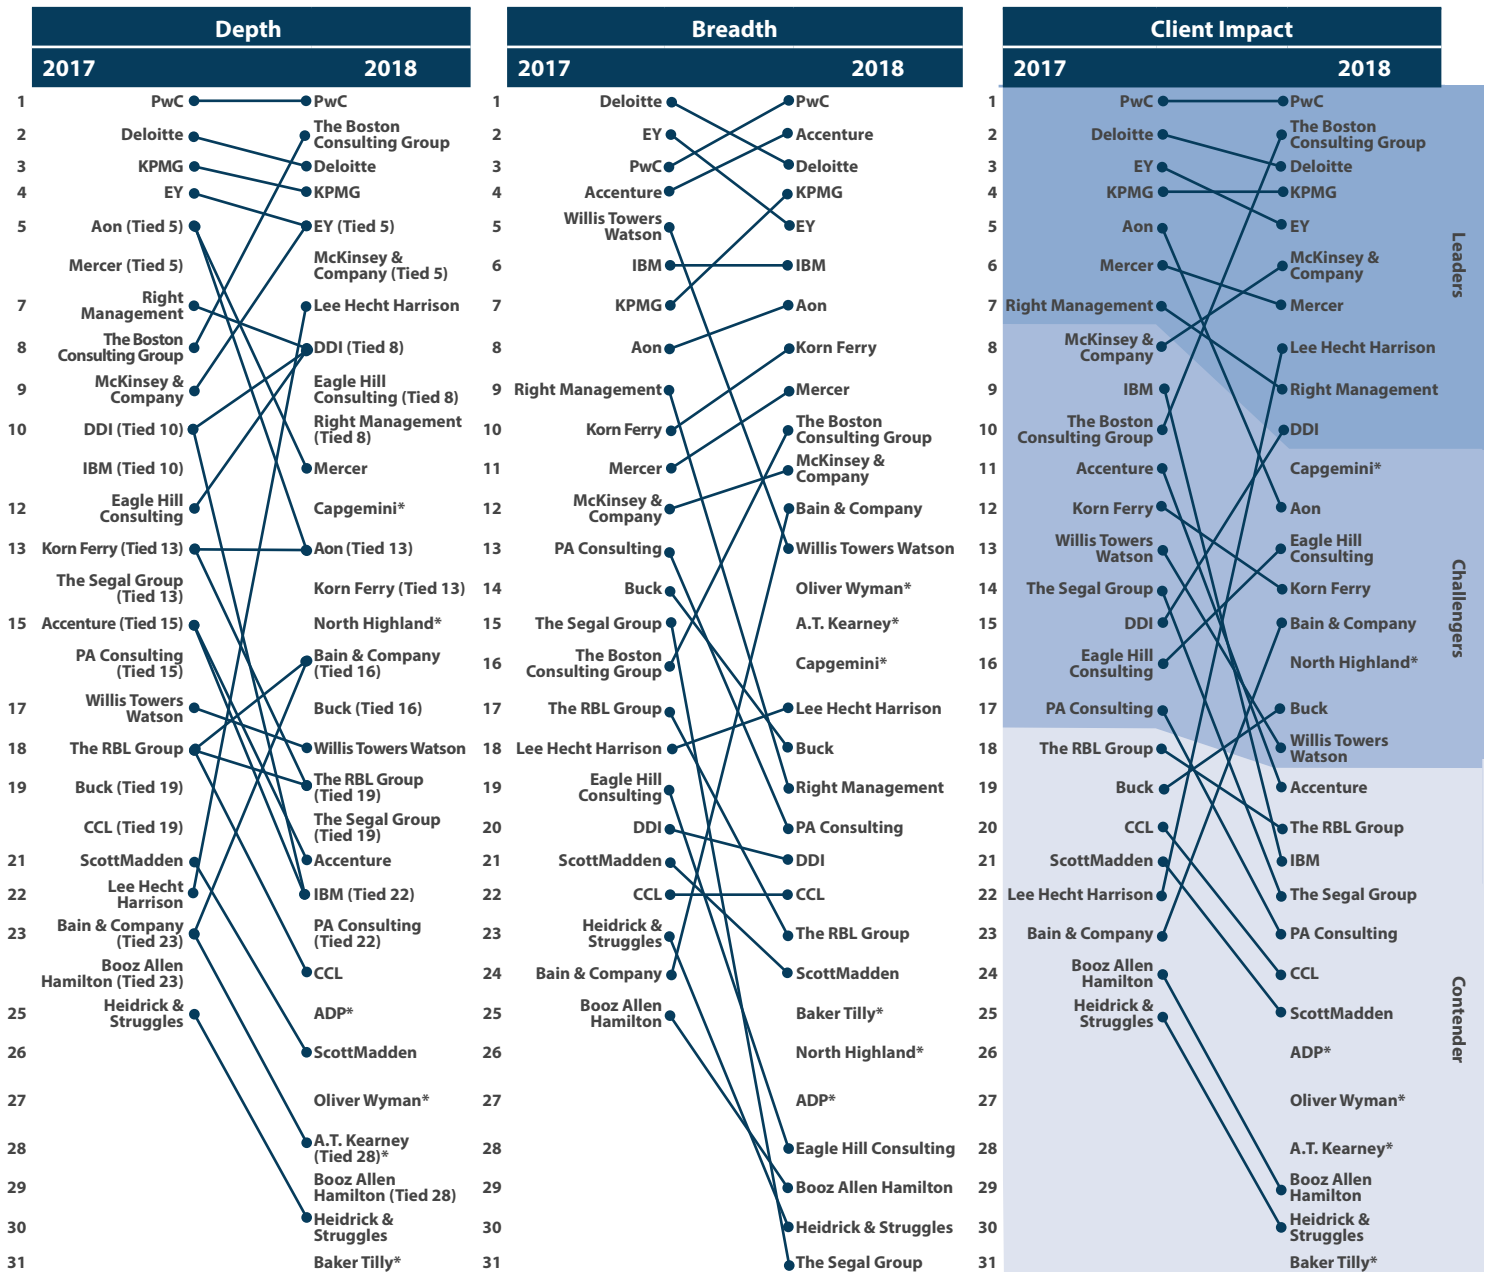 Depth
2017 2018
1 PwC PwC
2 Deloitte The Boston
Consulting Group
3 KPMG Deloitte
4 EY KPMG
5 Aon (Tied 5) EY (Tied 5)
Mercer (Tied 5) McKinsey &
Company (Tied 5)
7 Right
Management Lee Hecht Harrison
8 The Boston
Consulting Group DDI (Tied 8)
9 McKinsey &
Company Eagle Hill
Consulting (Tied 8)
10 DDI (Tied 10) Right Management
(Tied 8)
IBM (Tied 10) Mercer
12 Eagle Hill
Consulting Capgemini*
13 Korn Ferry (Tied 13) Aon (Tied 13)
The Segal Group
(Tied 13) Korn Ferry (Tied 13)
15 Accenture (Tied 15) North Highland*
PA Consulting
(Tied 15) Bain & Company
(Tied 16)
17 Willis Towers
Watson Buck (Tied 16)
18 The RBL Group Willis Towers Watson
19 Buck (Tied 19) The RBL Group
(Tied 19)
CCL (Tied 19) The Segal Group
(Tied 19)
21 ScottMadden Accenture
22 Lee Hecht
Harrison IBM (Tied 22)
23 Bain & Company
(Tied 23) PA Consulting
(Tied 22)
Booz Allen
Hamilton (Tied 23) CCL
25 Heidrick &
Struggles ADP*
26 ScottMadden
27 Oliver Wyman*
28 A.T. Kearney
(Tied 28)*
29 Booz Allen
Hamilton (Tied 28)
30 Heidrick &
Struggles
31 Baker Tilly*
Breadth
2017 2018
1 Deloitte PwC
2 EY Accenture
3 PwC Deloitte
4 Accenture KPMG
5 Willis Towers
Watson EY
6 IBM IBM
7 KPMG Aon
8 Aon Korn Ferry
9 Right Management Mercer
10 Korn Ferry The Boston
Consulting Group
11 Mercer McKinsey &
Company
12 McKinsey &
Company Bain & Company
13 PA Consulting Willis Towers Watson
14 Buck Oliver Wyman*
15 The Segal Group A.T. Kearney*
16 The Boston
Consulting Group Capgemini*
17 The RBL Group Lee Hecht Harrison
18 Lee Hecht Harrison Buck
19 Eagle Hill
Consulting Right Management
20 DDI PA Consulting
21 ScottMadden DDI
22 CCL CCL
23 Heidrick &
Struggles The RBL Group
24 Bain & Company ScottMadden
25 Booz Allen
Hamilton Baker Tilly*
26 North Highland*
27 ADP*
28 Eagle Hill Consulting
29 Booz Allen Hamilton
30 Heidrick & Struggles
31 The Segal Group
Client Impact
2017 2018
1 PwC PwC
2 Deloitte The Boston
Consulting Group
3 EY Deloitte
4 KPMG KPMG
5 Aon EY
6 Mercer McKinsey &
Company
7 Right Management Mercer
8 McKinsey &
Company Lee Hecht Harrison
9 IBM Right Management
10 The Boston
Consulting Group DDI
11 Accenture Capgemini*
12 Korn Ferry Aon
13 Willis Towers
Watson Eagle Hill
Consulting
14 The Segal Group Korn Ferry
15 DDI Bain & Company
16 Eagle Hill
Consulting North Highland*
17 PA Consulting Buck
18 The RBL Group Willis Towers
Watson
19 Buck Accenture
20 CCL The RBL Group
21 ScottMadden IBM
22 Lee Hecht Harrison The Segal Group
23 Bain & Company PA Consulting
24 Booz Allen
Hamilton CCL
25 Heidrick &
Struggles ScottMadden
26 ADP*
27 Oliver Wyman*
28 A.T. Kearney*
29 Booz Allen
Hamilton
30 Heidrick &
Struggles
31 Baker Tilly*
Leaders
Challengers
Contender